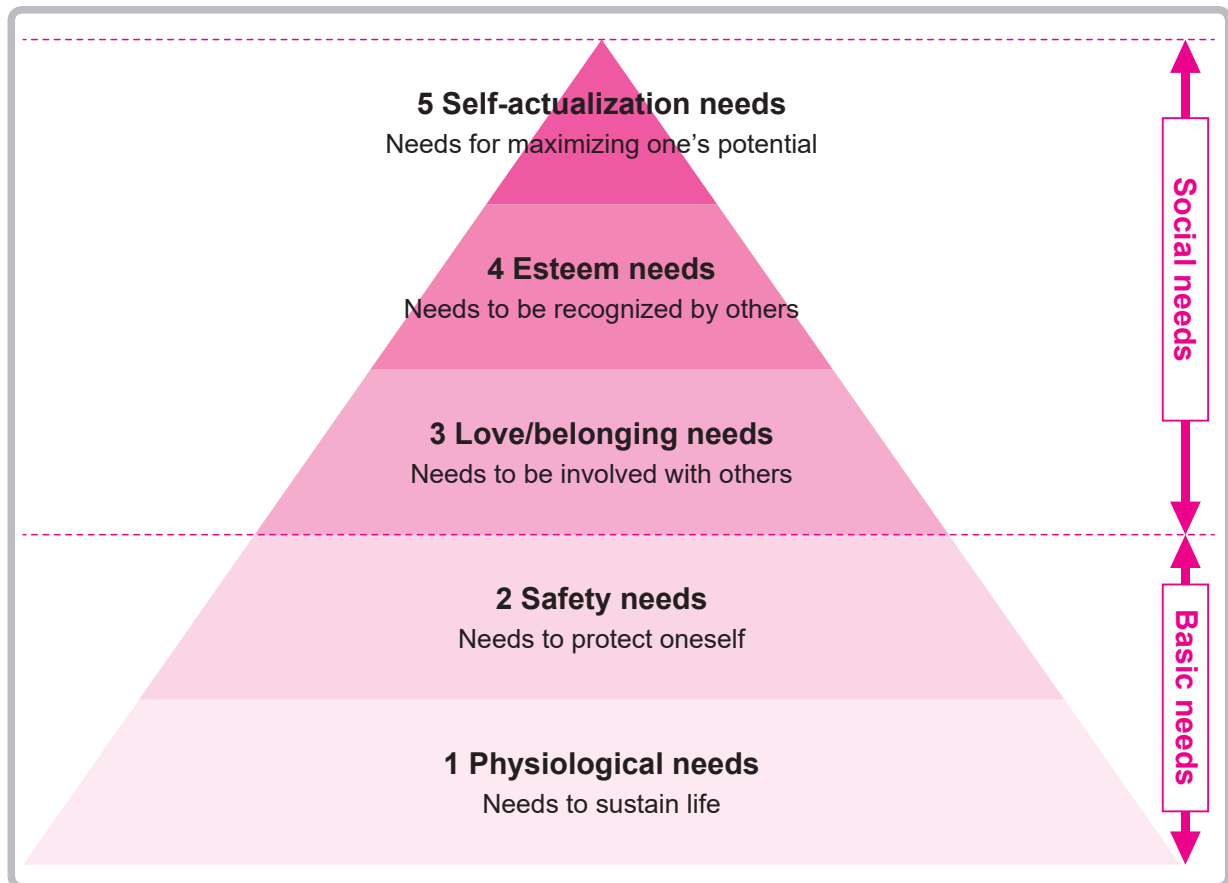 5 Self-actualization needs
Needs for maximizing one’s potential
4 Esteem needs
Needs to be recognized by others
3 Love/belonging needs
Needs to be involved with others
2 Safety needs
Needs to protect oneself
1 Physiological needs
Needs to sustain life
Social needs
Basic needs